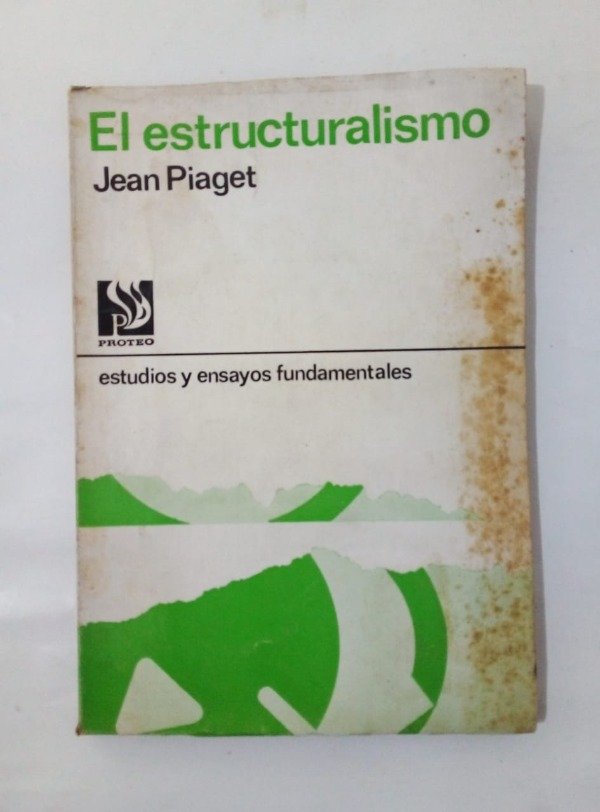 El estructuralismo
Jean Piaget
P
PROTEO
estudios y ensayos fundamentales